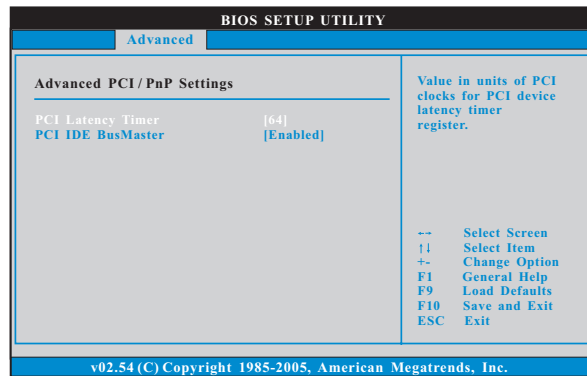 BIOS SETUP UTILITY
Advanced
Advanced PCI / PnP Settings
PCI Latency Timer [64]
PCI IDE BusMaster [Enabled]
Value in units of PCI
clocks for PCI device
latency timer
register.
←→ Select Screen
↑↓ Select Item
+- Change Option
F1 General Help
F9 Load Defaults
F10 Save and Exit
ESC Exit
v02.54 (C) Copyright 1985-2005, American Megatrends, Inc.